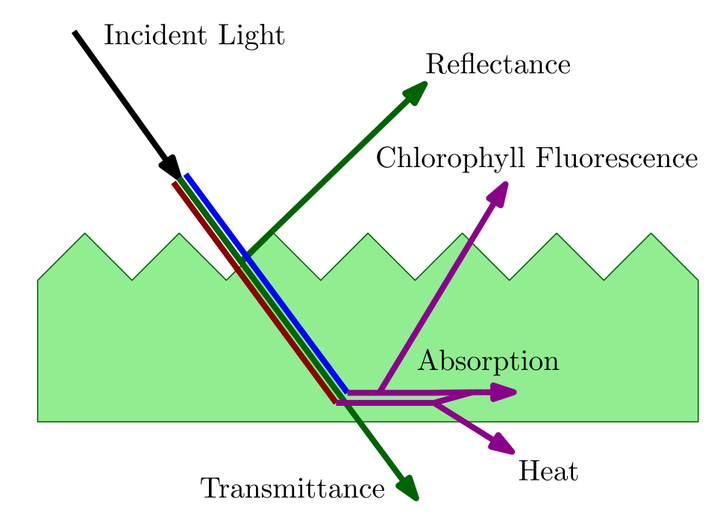 Incident Light
Reflectance
Chlorophyll Fluorescence
Absorption
Heat
Transmittance